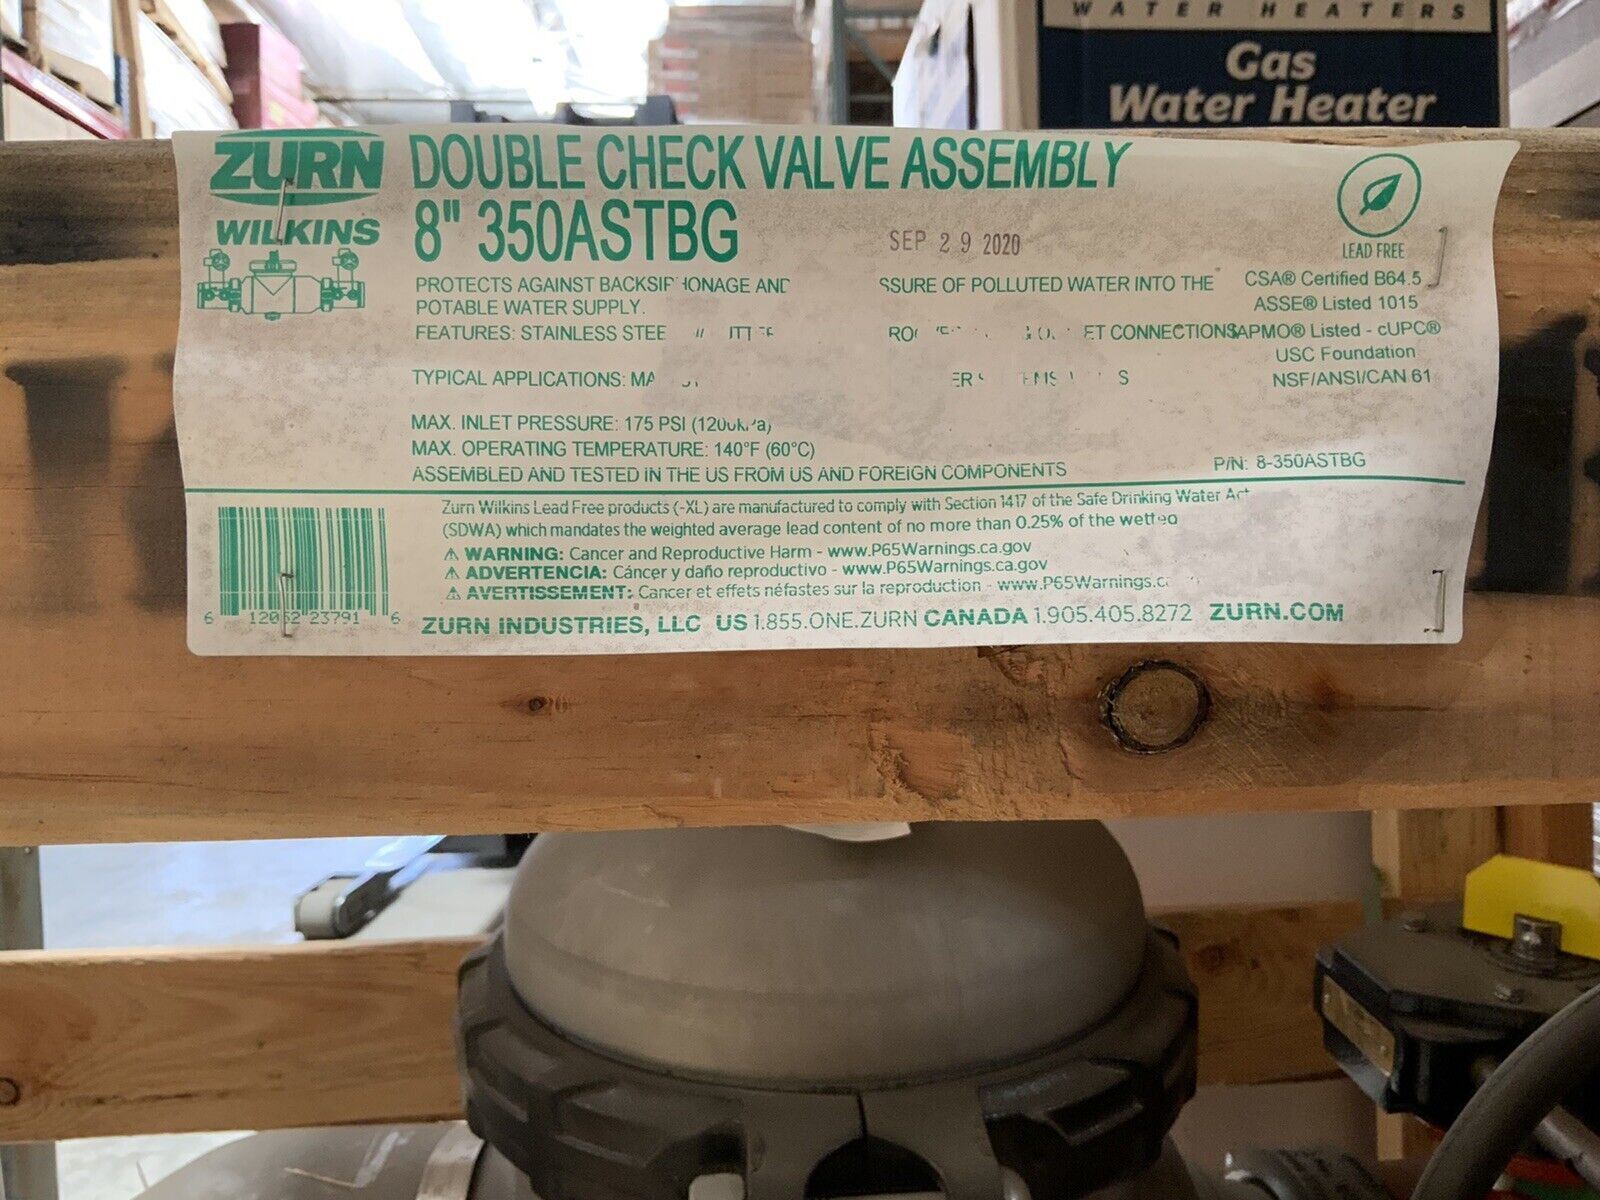 WATER HEATERS
Gas
Water Heater
ZURN
WILKINS
DOUBLE CHECK VALVE ASSEMBLY
8" 350ASTBG
SEP 29 2020
LEAD FREE
PROTECTS AGAINST BACKSIPHONAGE AND SSURE OF POLLUTED WATER INTO THE
POTABLE WATER SUPPLY.
FEATURES: STAINLESS STEE ET CONNECTIONS
TYPICAL APPLICATIONS: MA
CSA® Certified B64.5
ASSE® Listed 1015
IAPMO® Listed - cUPC®
USC Foundation
NSF/ANSI/CAN 61
MAX. INLET PRESSURE: 175 PSI (1200kPa)
MAX. OPERATING TEMPERATURE: 140°F (60°C)
ASSEMBLED AND TESTED IN THE US FROM US AND FOREIGN COMPONENTS
P/N: 8-350ASTBG
Zurn Wilkins Lead Free products (-XL) are manufactured to comply with Section 1417 of the Safe Drinking Water Act
(SDWA) which mandates the weighted average lead content of no more than 0.25% of the wetted
⚠ WARNING: Cancer and Reproductive Harm - www.P65Warnings.ca.gov
⚠ ADVERTENCIA: Cáncer y daño reproductivo - www.P65Warnings.ca.gov
⚠ AVERTISSEMENT: Cancer et effets néfastes sur la reproduction - www.P65Warnings.c
6 12052 23791 6
ZURN INDUSTRIES, LLC US 1.855.ONE.ZURN CANADA 1.905.405.8272 ZURN.COM